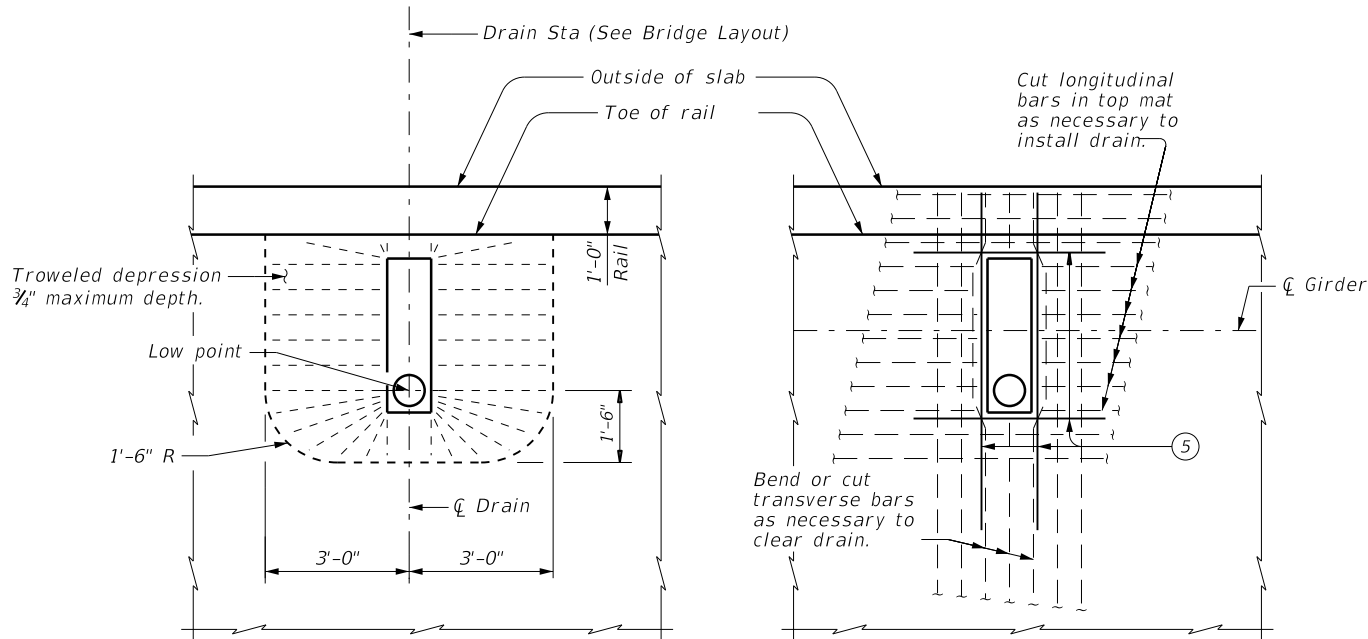 Drain Sta (See Bridge Layout)
Outside of slab
Toe of rail
Cut longitudinal
bars in top mat
as necessary to
install drain.
1'-0"
Rail
Troweled depression
¾" maximum depth.
℄ Girder
Low point
1'-6"
1'-6" R
5
Bend or cut
transverse bars
as necessary to
clear drain.
℄ Drain
3'-0"
3'-0"